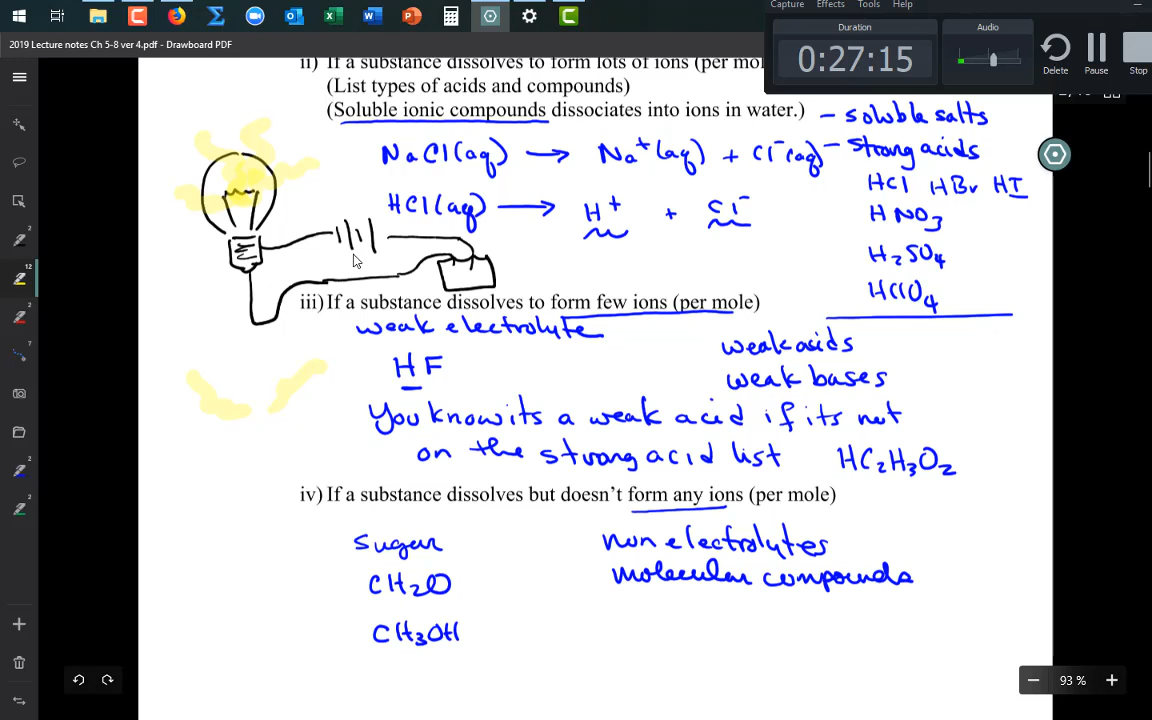 Capture Effects Tools Help
2019 Lecture notes Ch 5-8 ver 4.pdf - Drawboard PDF
Duration
Audio
0:27:15
Delete Pause Stop
ii) If a substance dissolves to form lots of ions (per mol
(List types of acids and compounds)
(Soluble ionic compounds dissociates into ions in water.)
- soluble salts
NaCl(aq) → Na⁺(aq) + Cl⁻(aq)
- strong acids
HCl HBr HI
HCl(aq) → H⁺ + Cl⁻
HNO₃
H₂SO₄
HClO₄
iii) If a substance dissolves to form few ions (per mole)
weak electrolyte
weak acids
HF
weak bases
You know its a weak acid if its not
on the strong acid list HC₂H₃O₂
iv) If a substance dissolves but doesn't form any ions (per mole)
sugar
non electrolytes
CH₂O
molecular compounds
CH₃OH
93 %